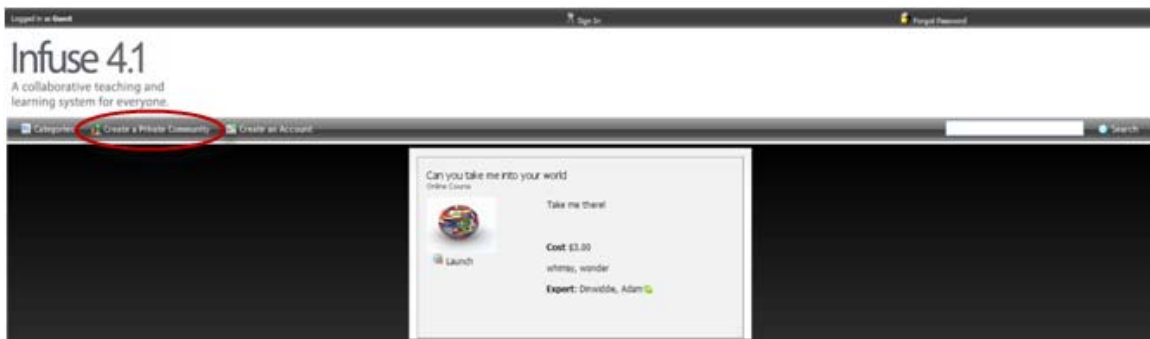 Logged in as Guest
Sign In
Forgot Password
Infuse 4.1
A collaborative teaching and
learning system for everyone.
Categories Create a Private Community Create an Account Search
Can you take me into your world
Online Course
Take me there!
Cost $3.00
Launch
whimsy, wonder
Expert: Dinwiddie, Adam